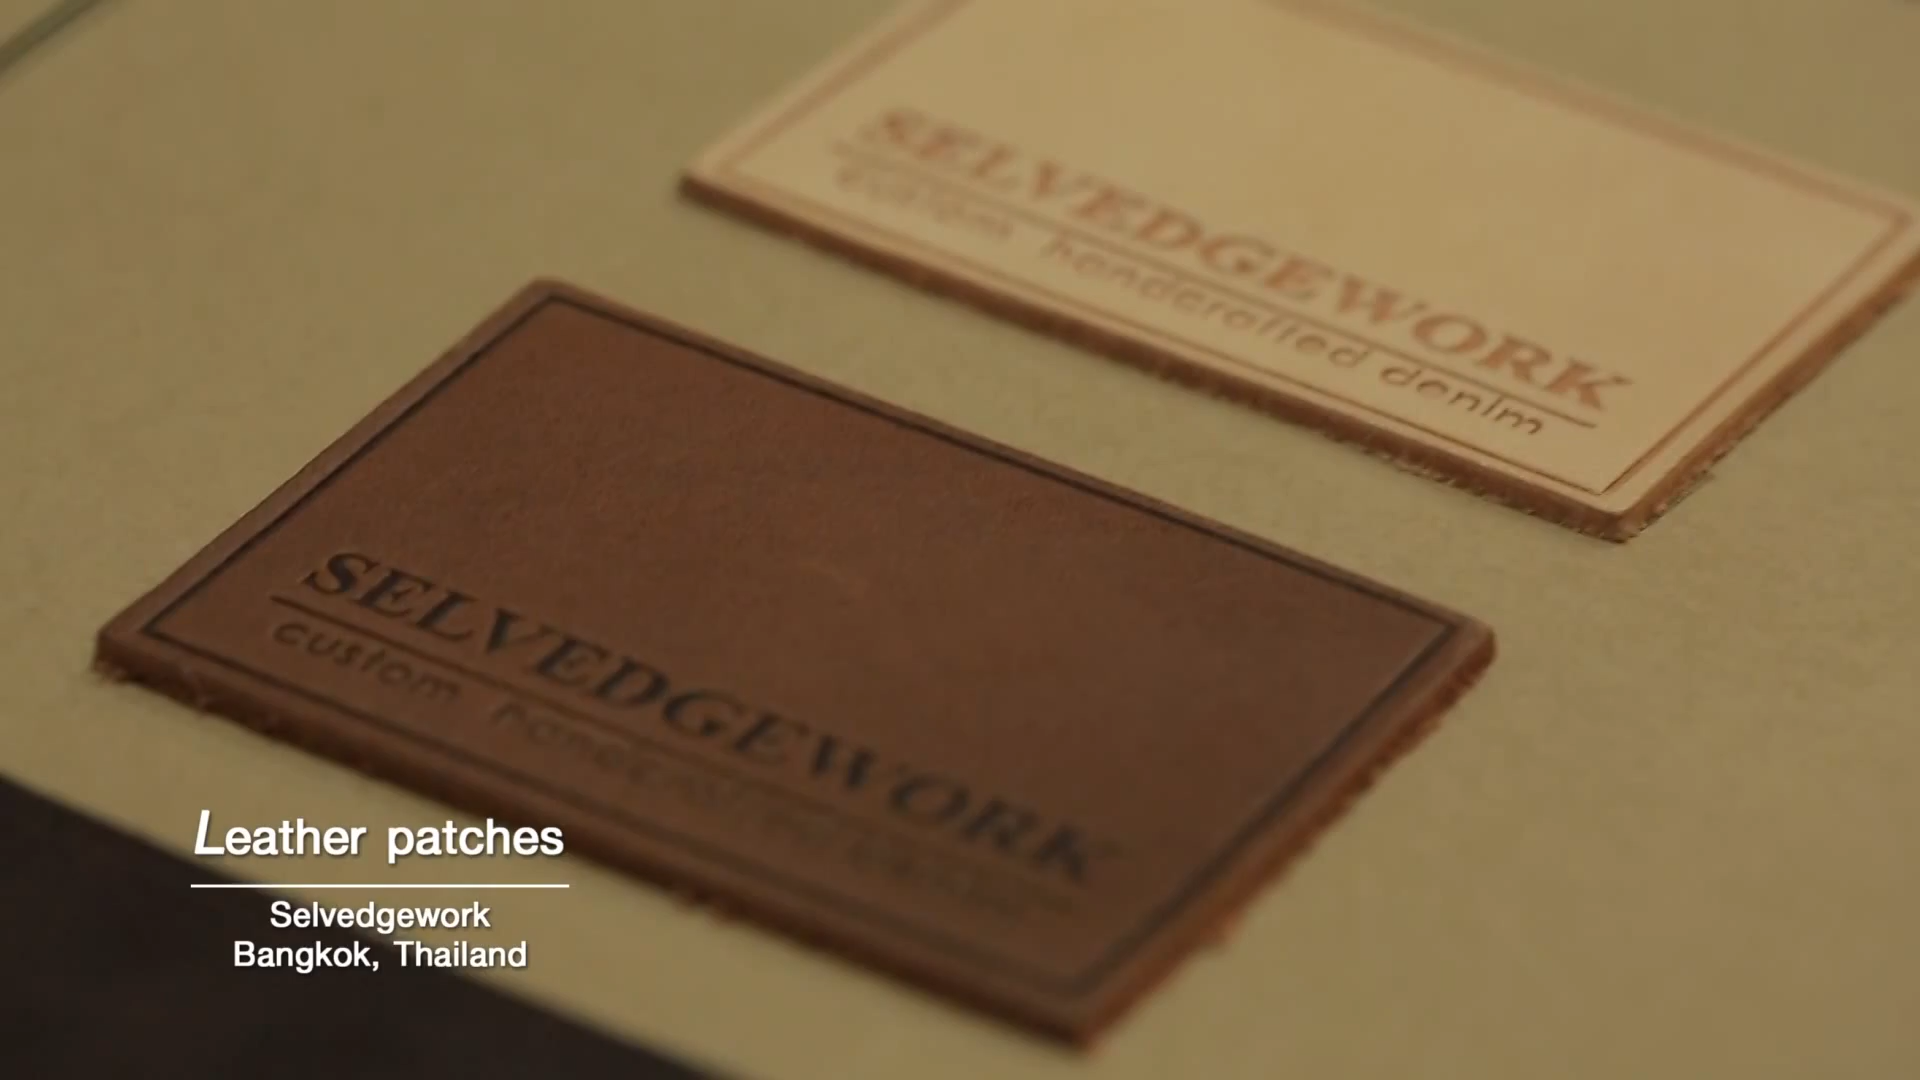 SELVEDGEWORK
custom handcrafted denim
SELVEDGEWORK
custom
Leather patches
Selvedgework
Bangkok, Thailand